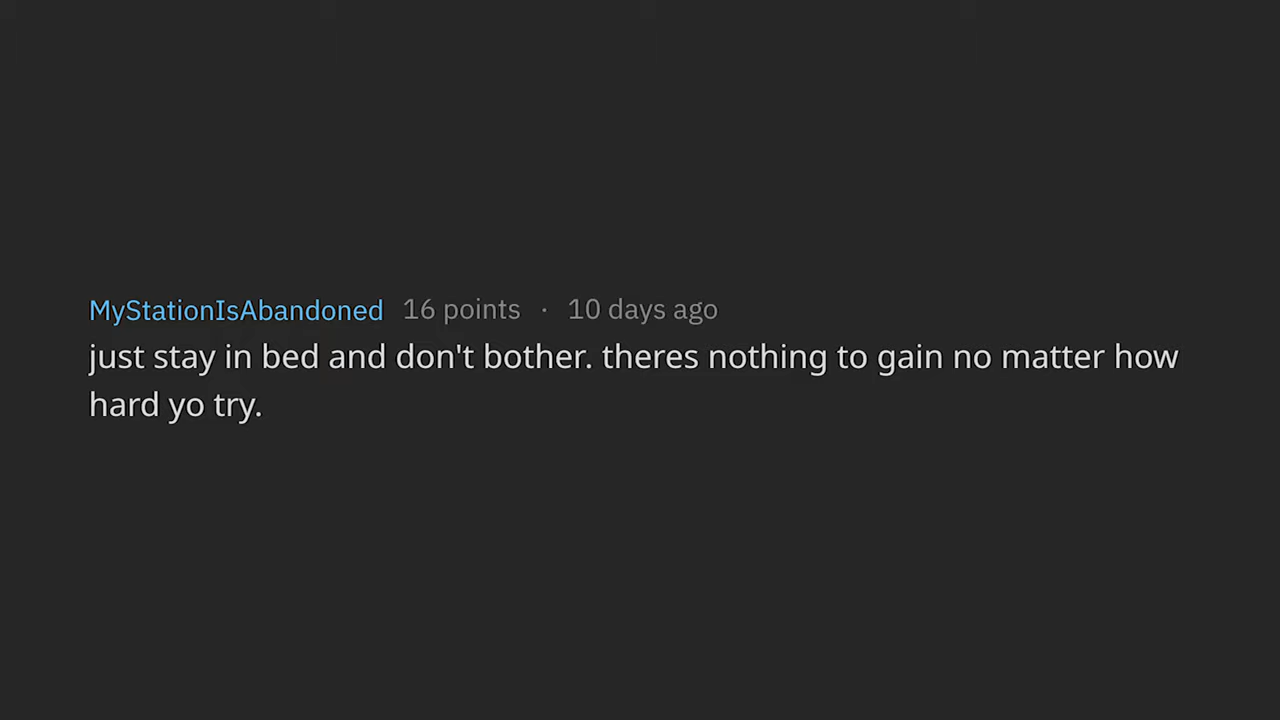 MyStationIsAbandoned 16 points · 10 days ago
just stay in bed and don't bother. theres nothing to gain no matter how
hard yo try.